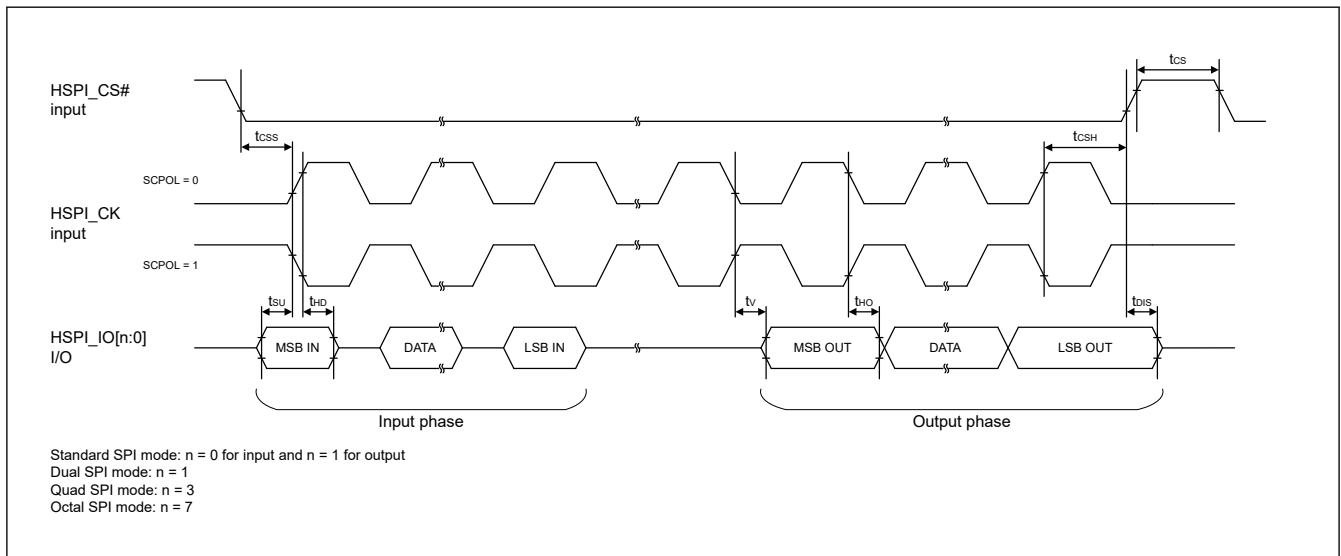 tCS
HSPI_CS#
input
tCSS
tCSH
SCPOL = 0
HSPI_CK
input
SCPOL = 1
tSU
tHD
tV
tHO
tDIS
HSPI_IO[n:0]
I/O
MSB IN
DATA
LSB IN
MSB OUT
DATA
LSB OUT
Input phase
Output phase
Standard SPI mode: n = 0 for input and n = 1 for output
Dual SPI mode: n = 1
Quad SPI mode: n = 3
Octal SPI mode: n = 7